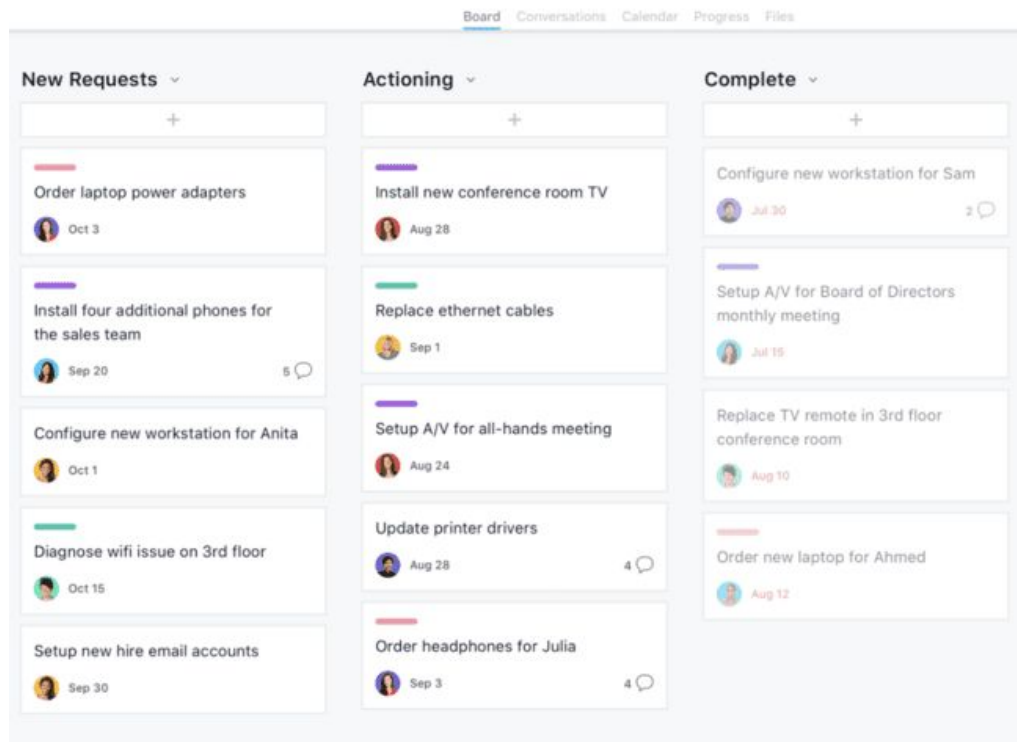 Board Conversations Calendar Progress Files
New Requests
+
Order laptop power adapters
Oct 3
Install four additional phones for
the sales team
Sep 20
5
Configure new workstation for Anita
Oct 1
Diagnose wifi issue on 3rd floor
Oct 15
Setup new hire email accounts
Sep 30
Actioning
+
Install new conference room TV
Aug 28
Replace ethernet cables
Sep 1
Setup A/V for all-hands meeting
Aug 24
Update printer drivers
Aug 28
4
Order headphones for Julia
Sep 3
4
Complete
+
Configure new workstation for Sam
Jul 30
2
Setup A/V for Board of Directors
monthly meeting
Jul 15
Replace TV remote in 3rd floor
conference room
Aug 10
Order new laptop for Ahmed
Aug 12